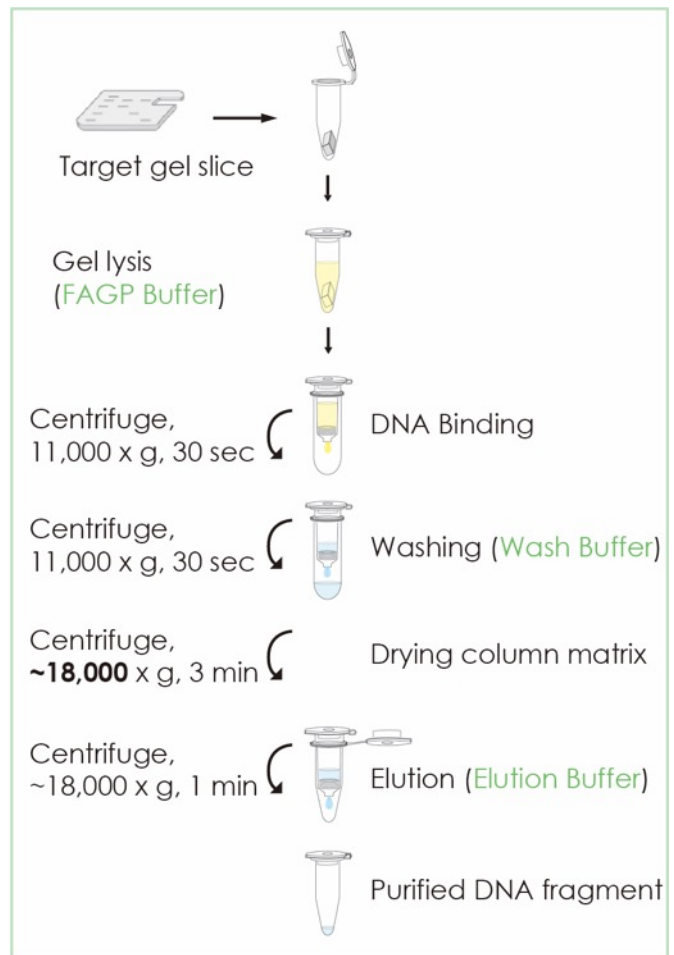 Target gel slice
Gel lysis
(FAGP Buffer)
Centrifuge,
11,000 x g, 30 sec
DNA Binding
Centrifuge,
11,000 x g, 30 sec
Washing (Wash Buffer)
Centrifuge,
~18,000 x g, 3 min
Drying column matrix
Centrifuge,
~18,000 x g, 1 min
Elution (Elution Buffer)
Purified DNA fragment